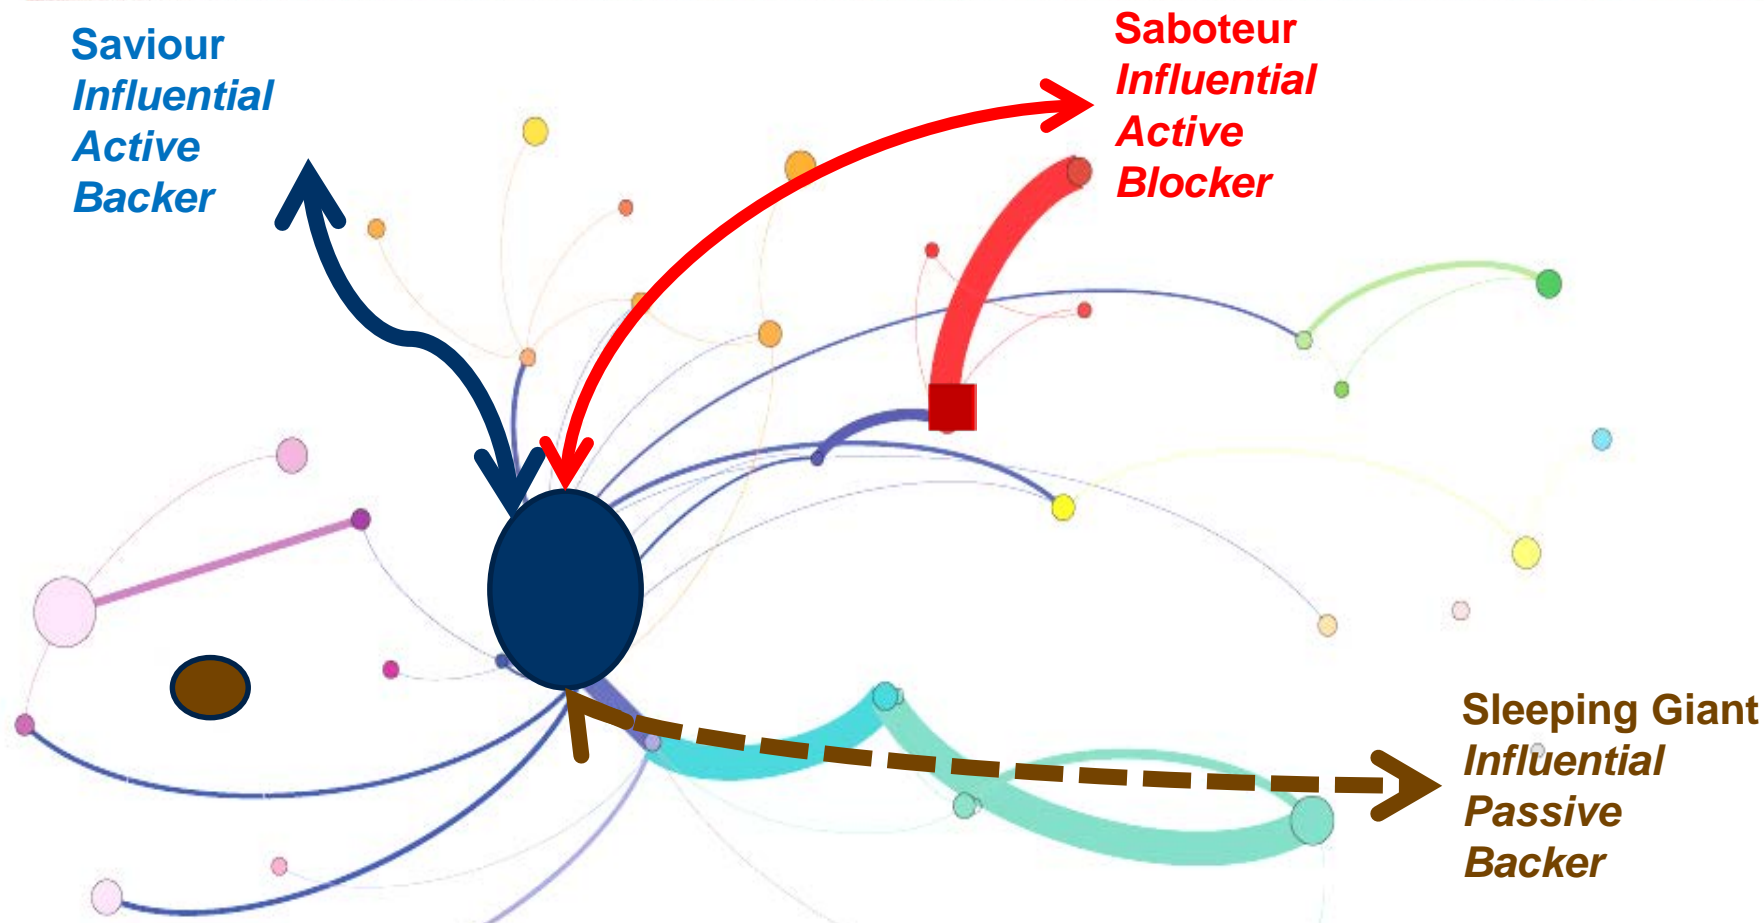 Saviour
Influential
Active
Backer
Saboteur
Influential
Active
Blocker
Sleeping Giant
Influential
Passive
Backer